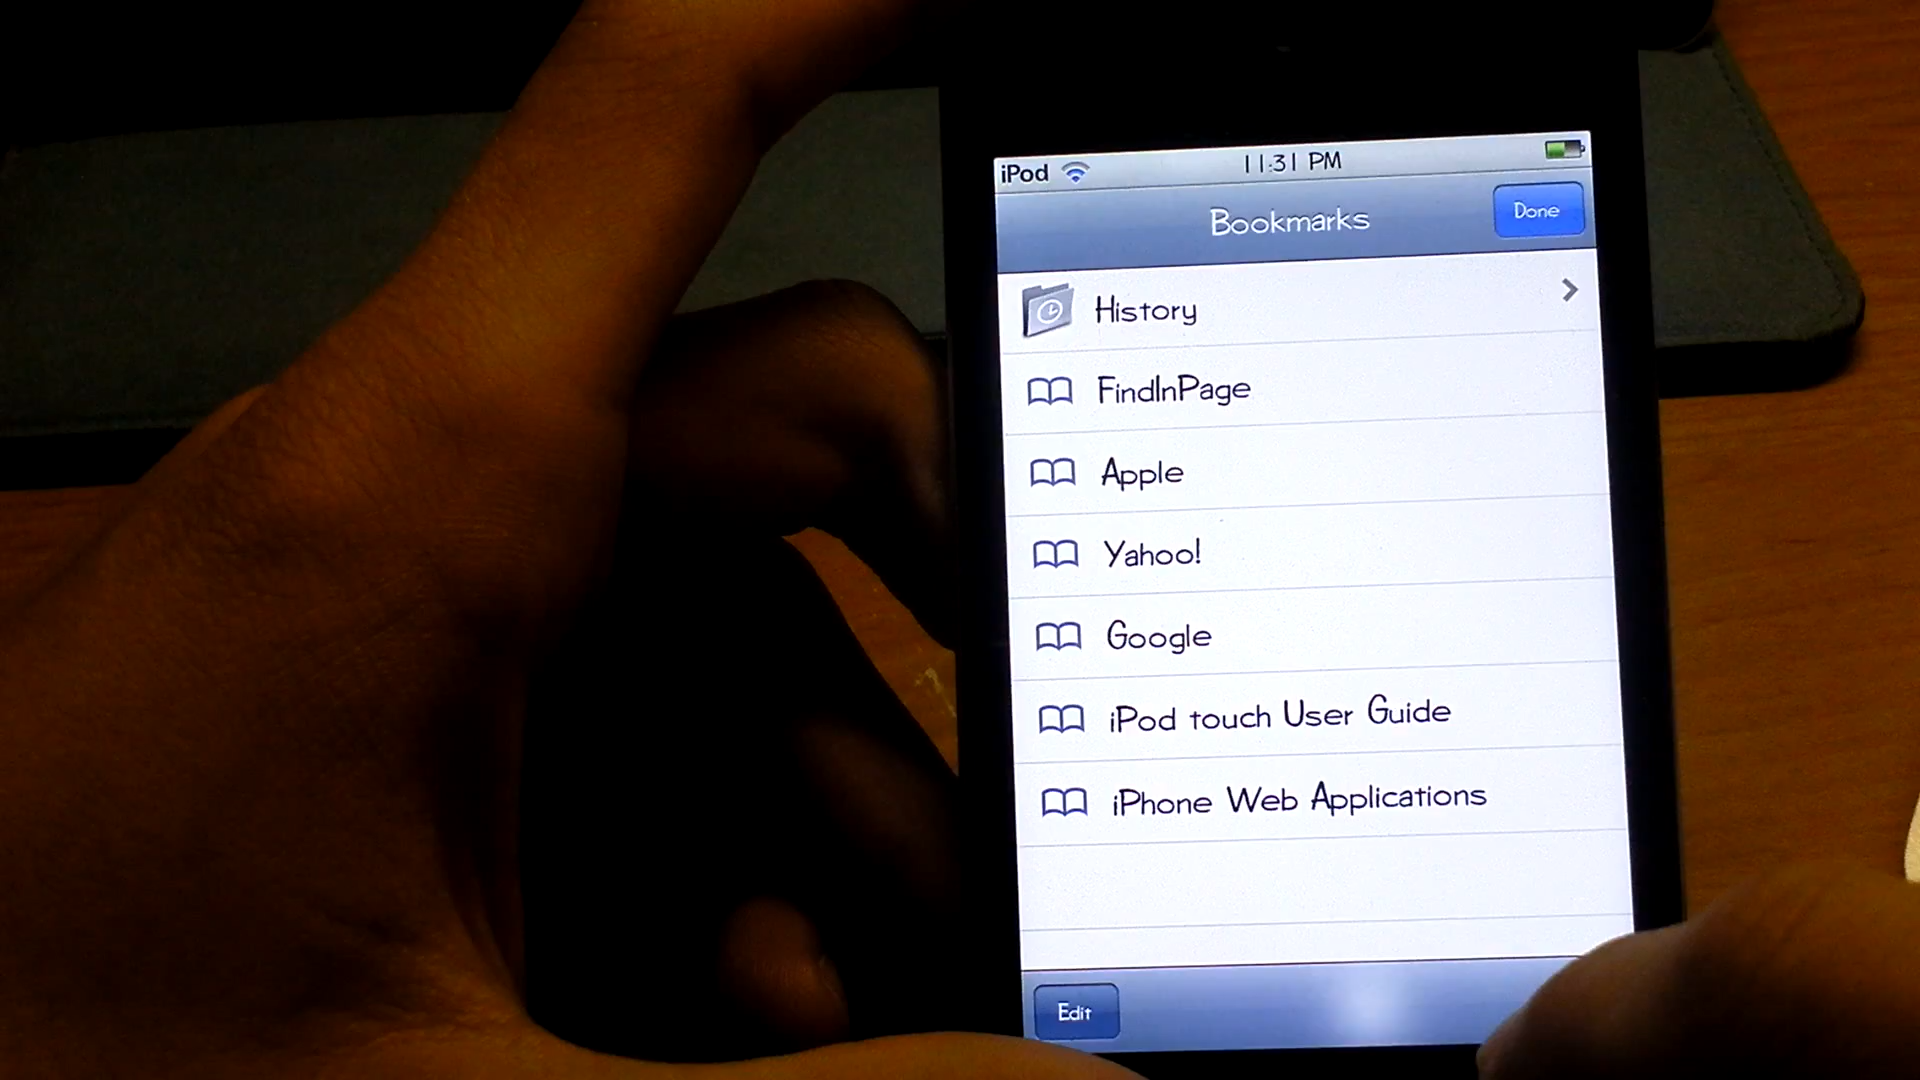 iPod 11:31 PM
Bookmarks Done
History
FindInPage
Apple
Yahoo!
Google
iPod touch User Guide
iPhone Web Applications
Edit